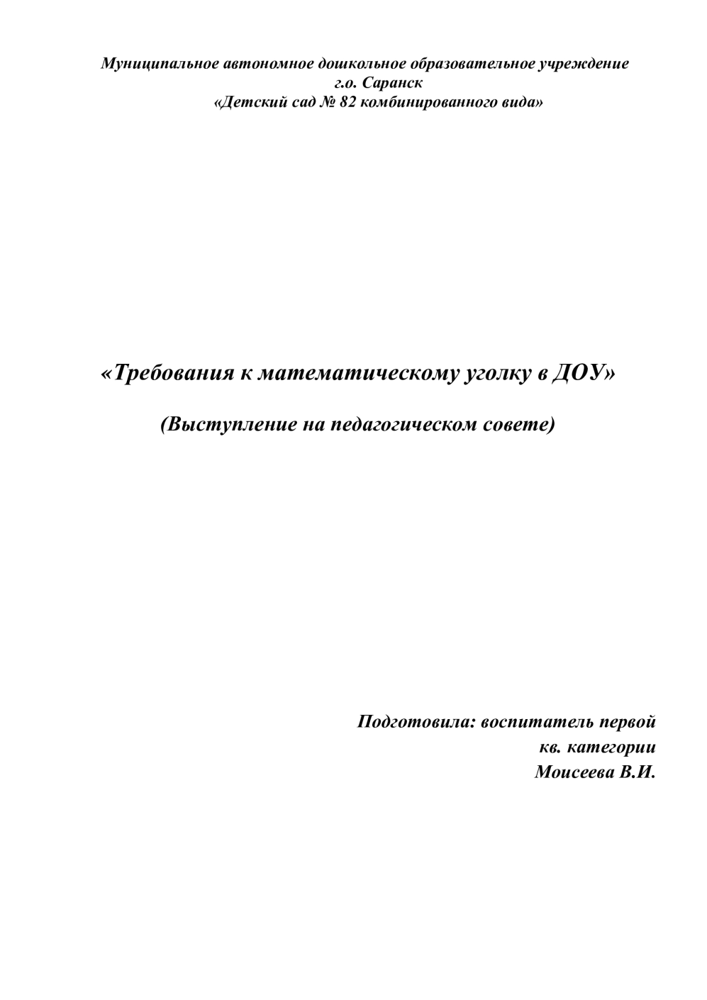 Муниципальное автономное дошкольное образовательное учреждение
г.о. Саранск
«Детский сад № 82 комбинированного вида»
«Требования к математическому уголку в ДОУ»
(Выступление на педагогическом совете)
Подготовила: воспитатель первой
кв. категории
Моисеева В.И.